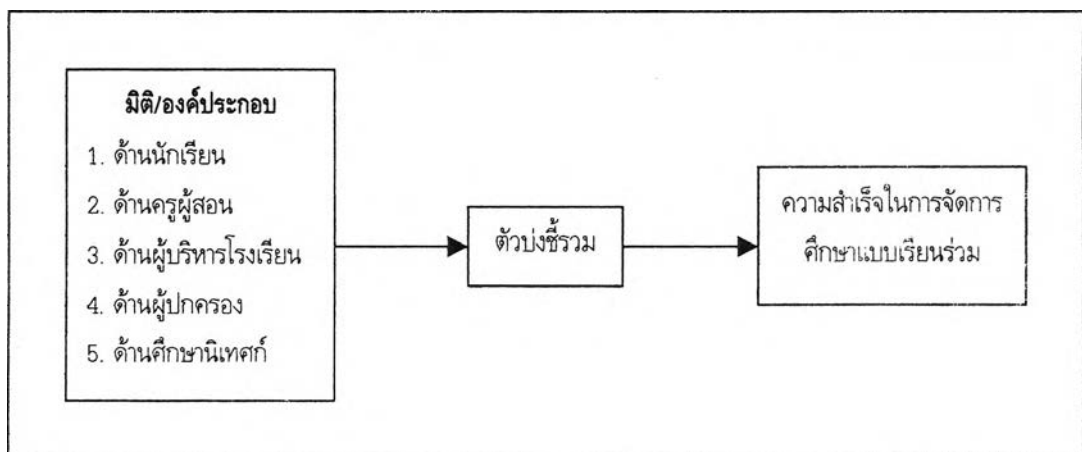 มิติ/องค์ประกอบ
1. ด้านนักเรียน
2. ด้านครูผู้สอน
3. ด้านผู้บริหารโรงเรียน
4. ด้านผู้ปกครอง
5. ด้านศึกษานิเทศก์
ตัวบ่งชี้รวม
ความสำเร็จในการจัดการ
ศึกษาแบบเรียนร่วม